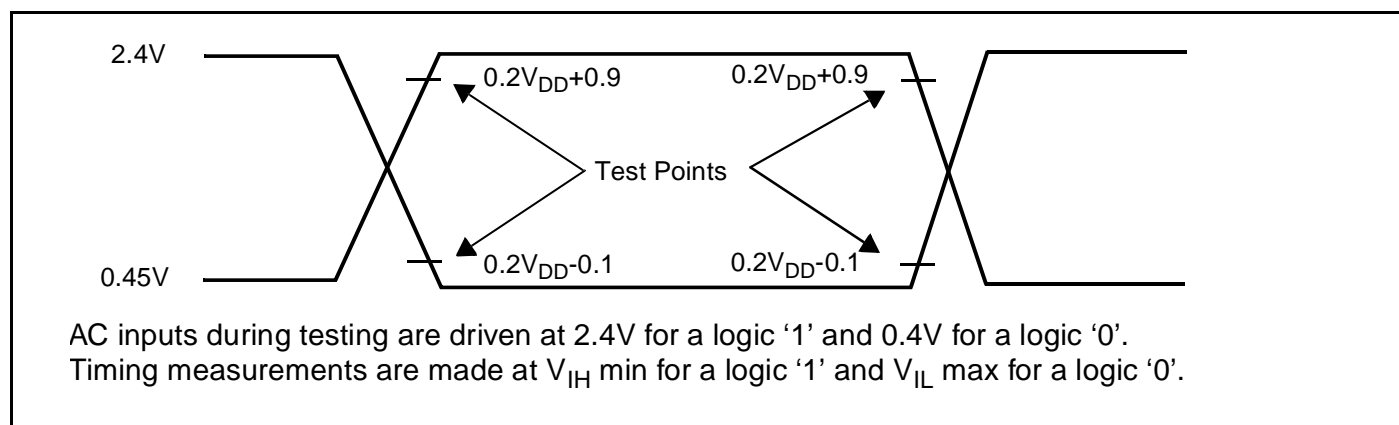 2.4V
0.2VDD+0.9 0.2VDD+0.9
Test Points
0.45V
0.2VDD-0.1 0.2VDD-0.1
AC inputs during testing are driven at 2.4V for a logic ‘1’ and 0.4V for a logic ‘0’.
Timing measurements are made at VIH min for a logic ‘1’ and VIL max for a logic ‘0’.